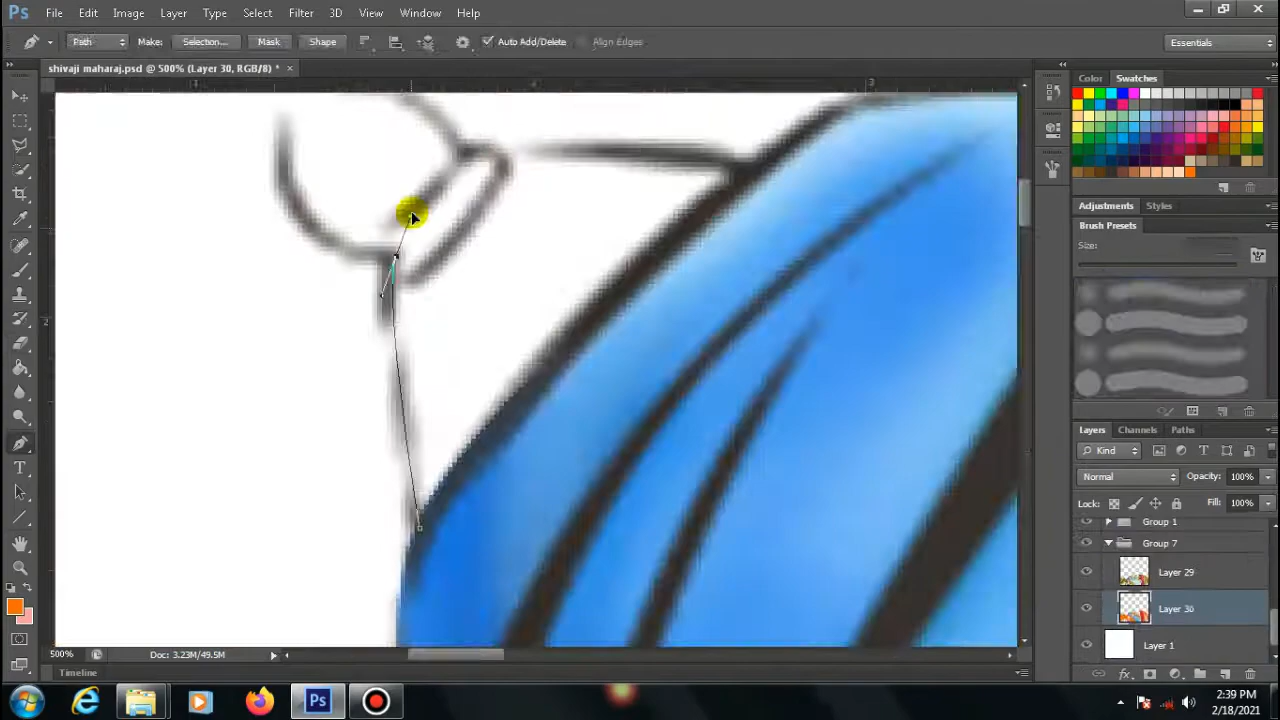 Ps File Edit Image Layer Type Select Filter 3D View Window Help
Path Make: Selection... Mask Shape Auto Add/Delete Align Edges Essentials
shivaji maharaj.psd @ 500% (Layer 30, RGB/8) *
Color Swatches
3
2
Adjustments Styles
Brush Presets
Size:
Layers Channels Paths
Kind
Normal Opacity: 100%
Lock: Fill: 100%
Group 1
Group 7
Layer 29
Layer 30
Layer 1
500% Doc: 3.23M/49.5M
Timeline
Ps
2:39 PM
2/18/2021